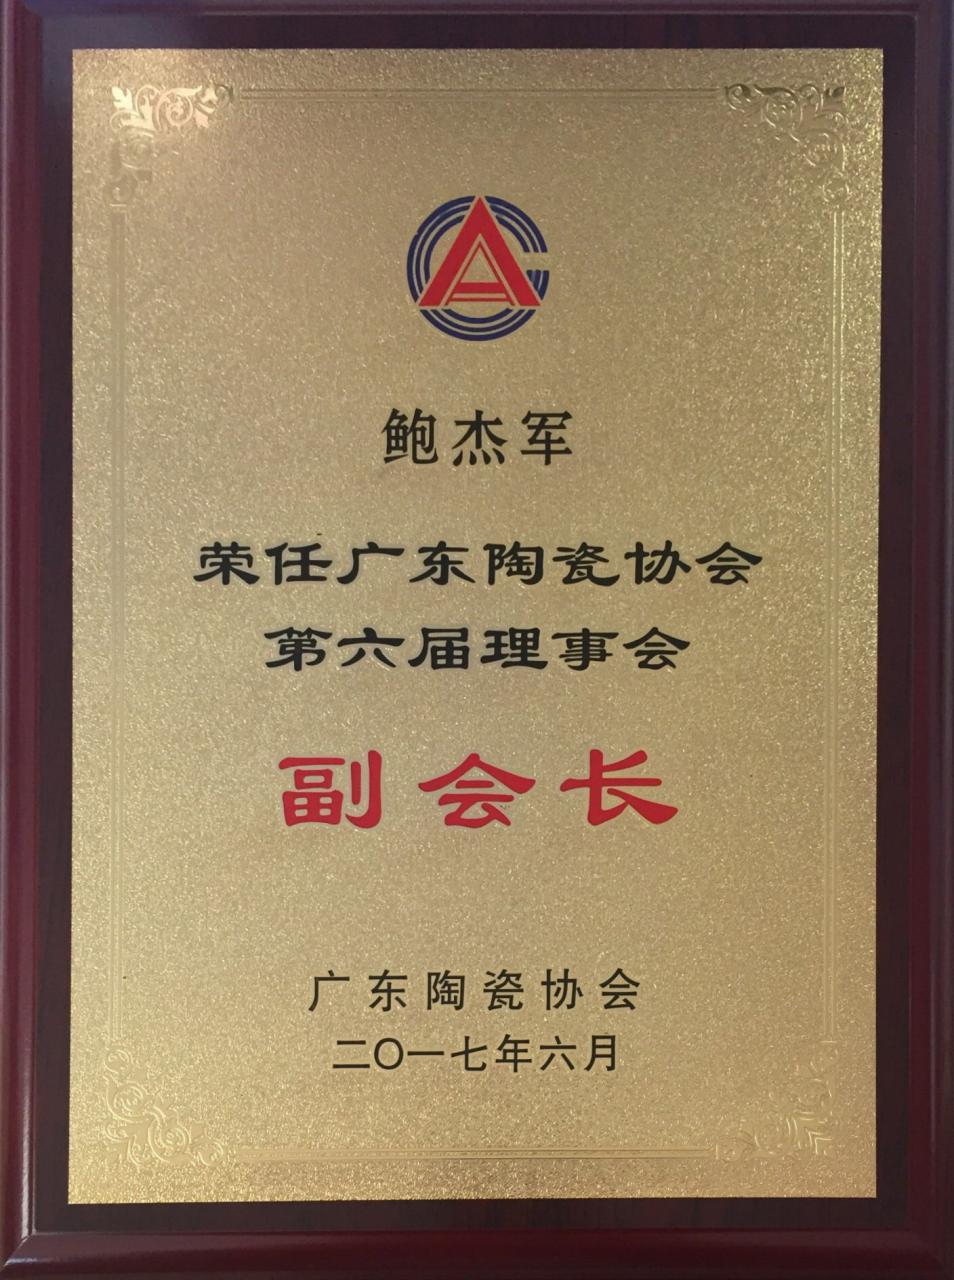 鲍杰军
荣任广东陶瓷协会
第六届理事会
副会长
广东陶瓷协会
二〇一七年六月